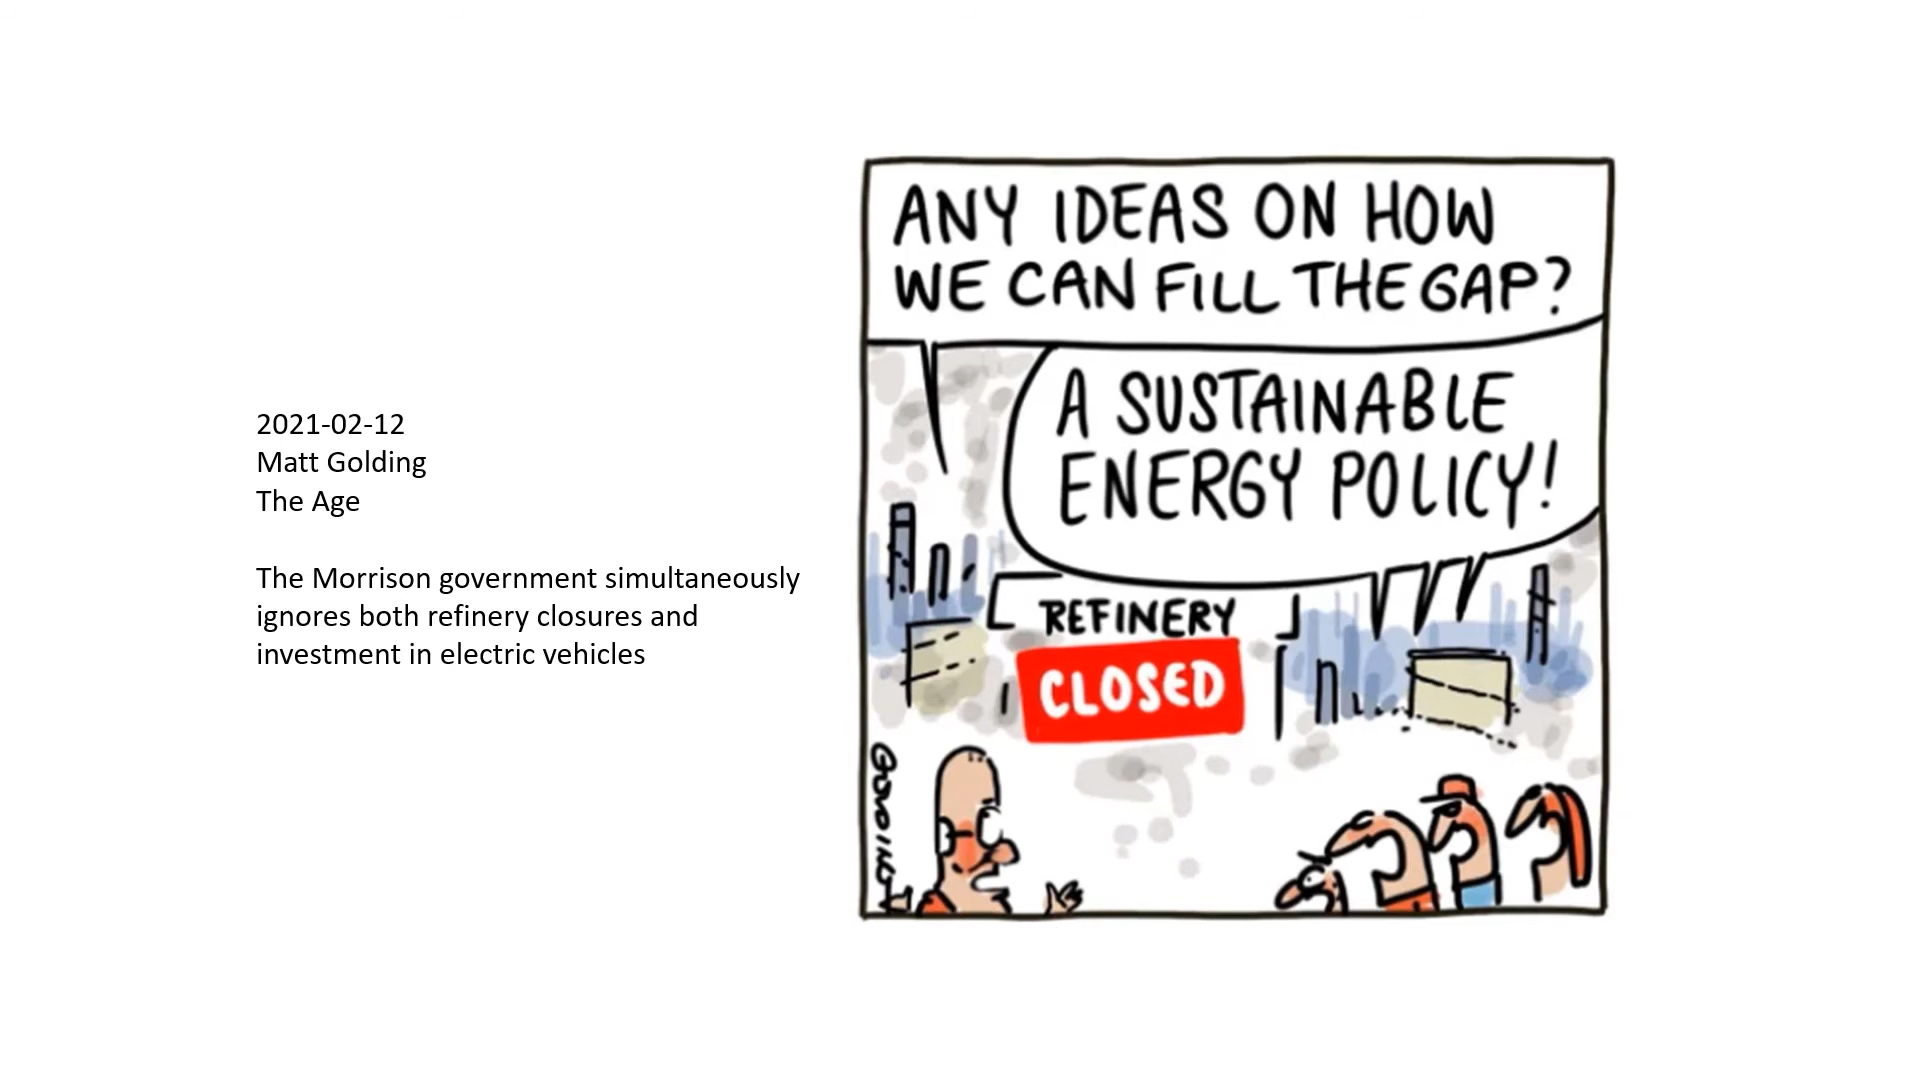 2021-02-12
Matt Golding
The Age
The Morrison government simultaneously
ignores both refinery closures and
investment in electric vehicles
ANY IDEAS ON HOW
WE CAN FILL THE GAP?
A SUSTAINABLE
ENERGY POLICY!
REFINERY
CLOSED
GOLDING